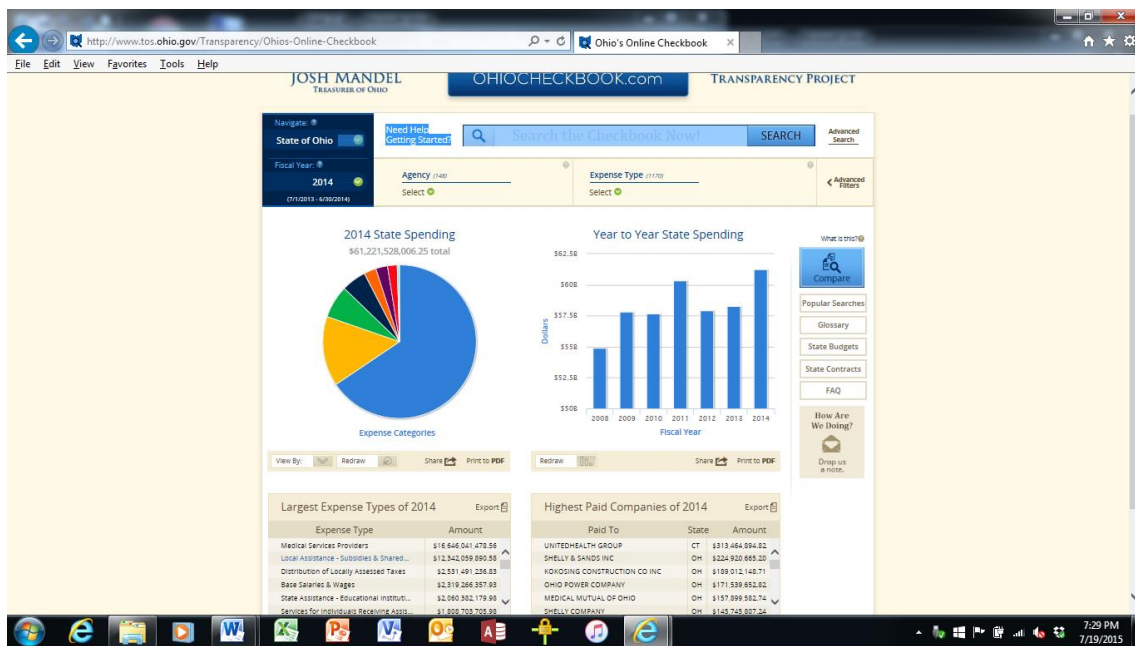 http://www.tos.ohio.gov/Transparency/Ohios-Online-Checkbook
Ohio's Online Checkbook
File Edit View Favorites Tools Help
JOSH MANDEL
TREASURER OF OHIO
OHIOCHECKBOOK.com
TRANSPARENCY PROJECT
Navigate:
State of Ohio
Need Help
Getting Started?
Search the Checkbook Now!
SEARCH
Advanced
Search
Fiscal Year:
2014
(7/1/2013 - 6/30/2014)
Agency (148)
Select
Expense Type (1170)
Select
Advanced
Filters
2014 State Spending
$61,221,528,006.25 total
Expense Categories
Year to Year State Spending
$62.5B
$60B
$57.5B
$55B
$52.5B
$50B
Dollars
2008 2009 2010 2011 2012 2013 2014
Fiscal Year
What is this?
Compare
Popular Searches
Glossary
State Budgets
State Contracts
FAQ
How Are
We Doing?
Drop us
a note.
View By: Redraw Share Print to PDF
Redraw Share Print to PDF
Largest Expense Types of 2014 Export
Expense Type Amount
Medical Services Providers $16,646,041,478.56
Local Assistance - Subsidies & Shared... $12,342,059,890.58
Distribution of Locally Assessed Taxes $2,531,491,236.83
Base Salaries & Wages $2,319,266,357.93
State Assistance - Educational Instituti... $2,060,382,179.98
Services for Individuals Receiving Assis... $1,808,703,705.98
Highest Paid Companies of 2014 Export
Paid To State Amount
UNITEDHEALTH GROUP CT $313,464,894.82
SHELLY & SANDS INC OH $224,920,665.20
KOKOSING CONSTRUCTION CO INC OH $189,012,148.71
OHIO POWER COMPANY OH $171,539,652.82
MEDICAL MUTUAL OF OHIO OH $157,899,582.74
SHELLY COMPANY OH $145,745,807.24
7:29 PM
7/19/2015